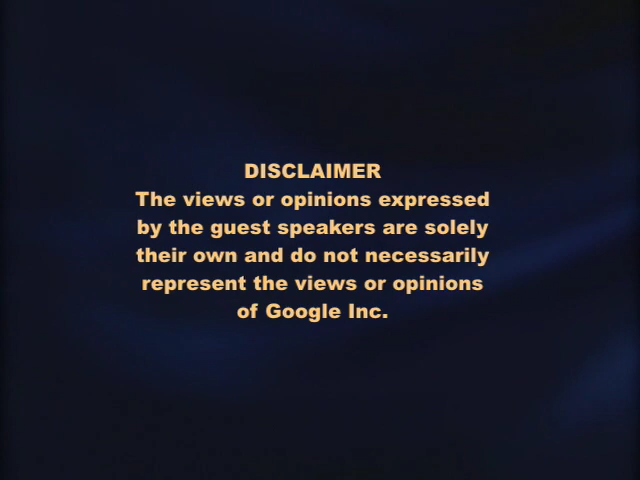 DISCLAIMER
The views or opinions expressed
by the guest speakers are solely
their own and do not necessarily
represent the views or opinions
of Google Inc.